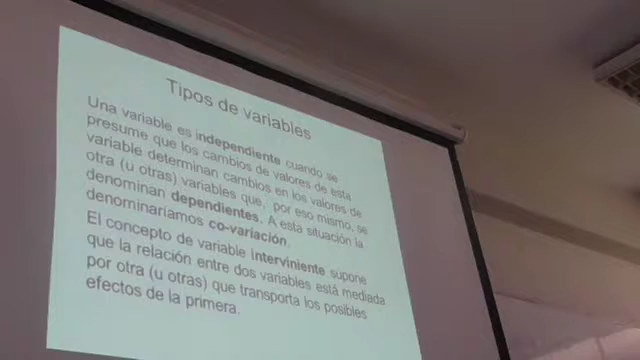 Tipos de variables
Una variable es independiente cuando se
presume que los cambios de valores de esta
variable determinan cambios en los valores de
otra (u otras) variables que, por eso mismo, se
denominan dependientes. A esta situación la
denominaríamos co-variación.
El concepto de variable interviniente supone
que la relación entre dos variables está mediada
por otra (u otras) que transporta los posibles
efectos de la primera.